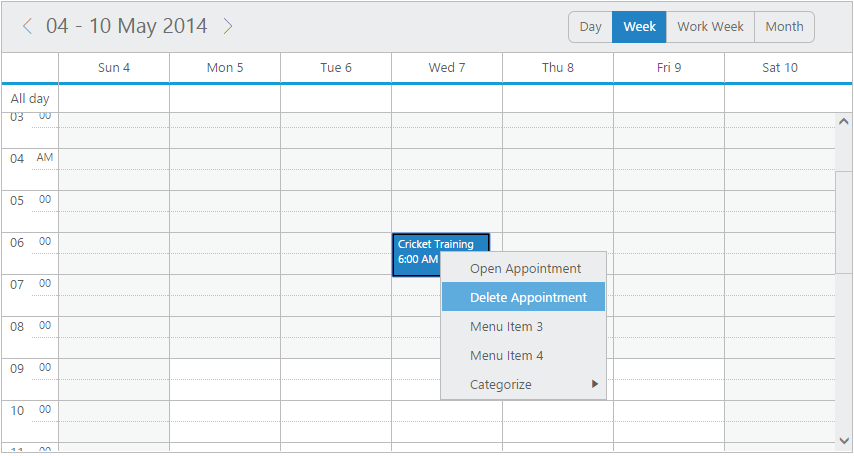 04 - 10 May 2014
Day Week Work Week Month
Sun 4 Mon 5 Tue 6 Wed 7 Thu 8 Fri 9 Sat 10
All day
03 00
04 AM
05 00
06 00
Cricket Training
6:00 AM
07 00
08 00
09 00
10 00
11 00
Open Appointment
Delete Appointment
Menu Item 3
Menu Item 4
Categorize